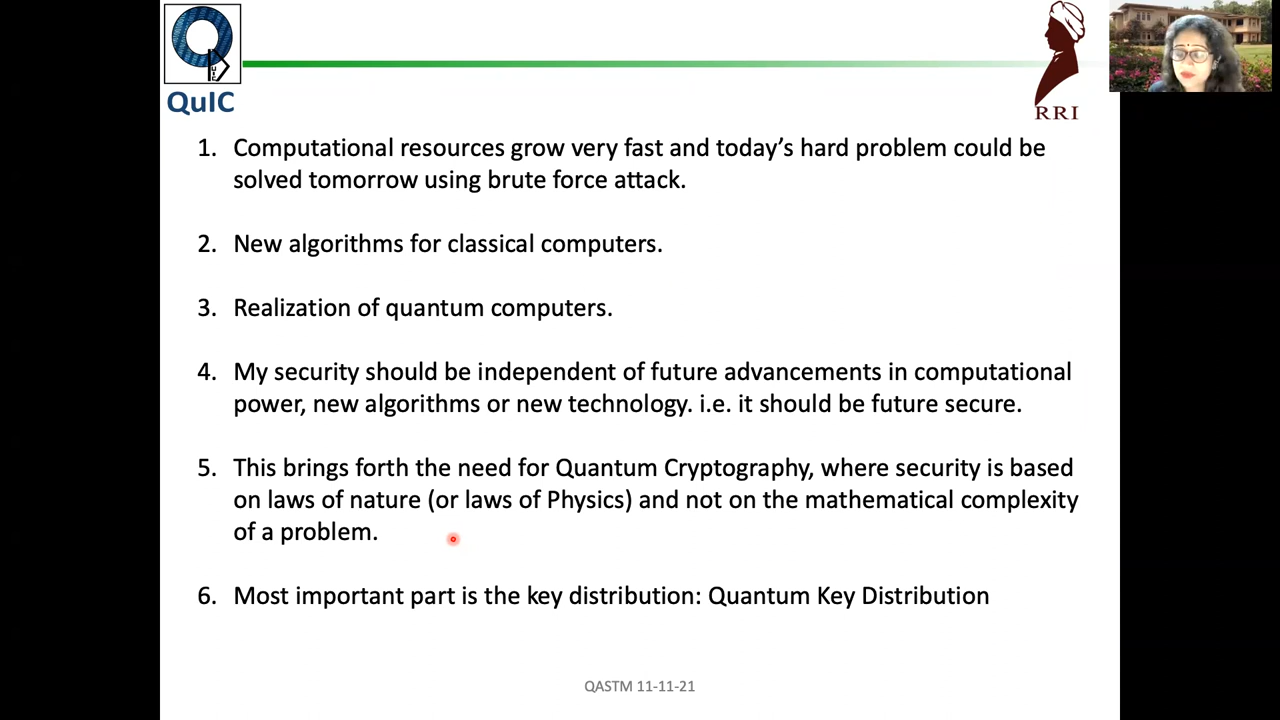 QuIC
RRI
1. Computational resources grow very fast and today's hard problem could be
solved tomorrow using brute force attack.
2. New algorithms for classical computers.
3. Realization of quantum computers.
4. My security should be independent of future advancements in computational
power, new algorithms or new technology. i.e. it should be future secure.
5. This brings forth the need for Quantum Cryptography, where security is based
on laws of nature (or laws of Physics) and not on the mathematical complexity
of a problem.
6. Most important part is the key distribution: Quantum Key Distribution
QASTM 11-11-21